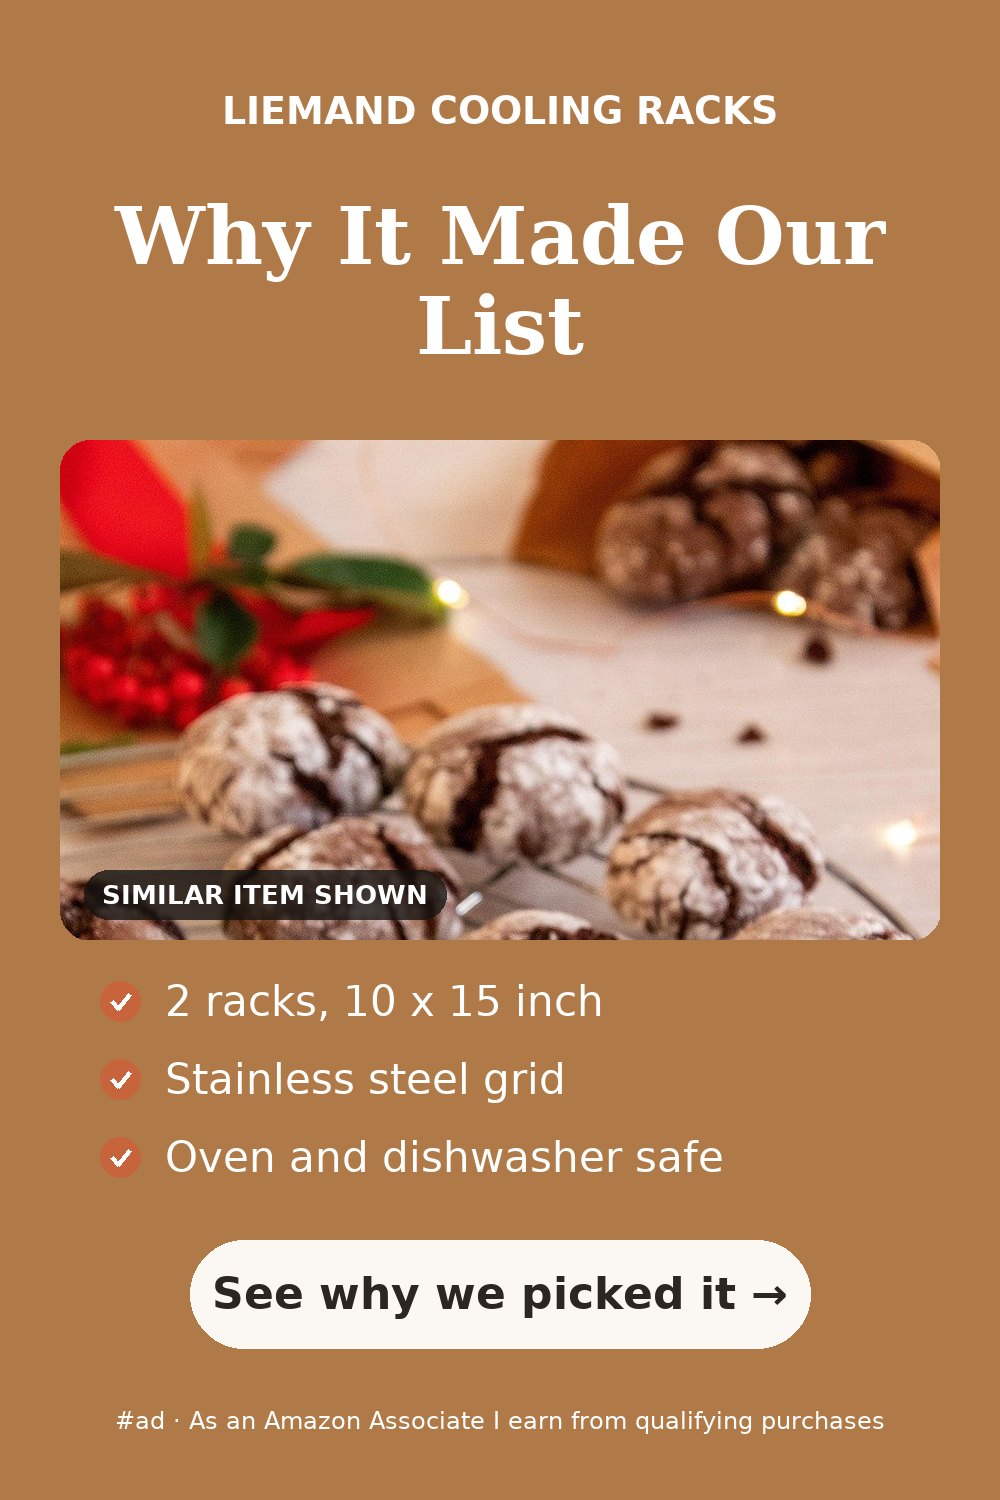 LIEMAND COOLING RACKS
Why It Made Our
List
SIMILAR ITEM SHOWN
2 racks, 10 x 15 inch
Stainless steel grid
Oven and dishwasher safe
See why we picked it →
#ad · As an Amazon Associate I earn from qualifying purchases